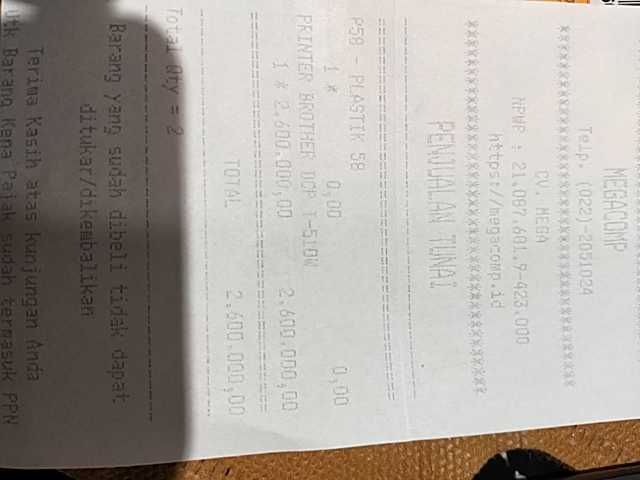 MEGACOMP
Telp. (022)-2051024
****************************************
CV. MEGA
NPWP : 21.087.681.9-423.000
https://megacomp.id
****************************************
PENJUALAN TUNAI
----------------------------------------
========================================
P58 - PLASTIK 58
1 * 0,00 0,00
PRINTER BROTHER DCP T-510W
1 * 2.600.000,00 2.600.000,00
========================================
TOTAL 2.600.000,00
----------------------------------------
Total Qty = 2
----------------------------------------
Barang yang sudah dibeli tidak dapat
ditukar/dikembalikan
Terima Kasih atas kunjungan Anda
Utk Barang Kena Pajak sudah termasuk PPN